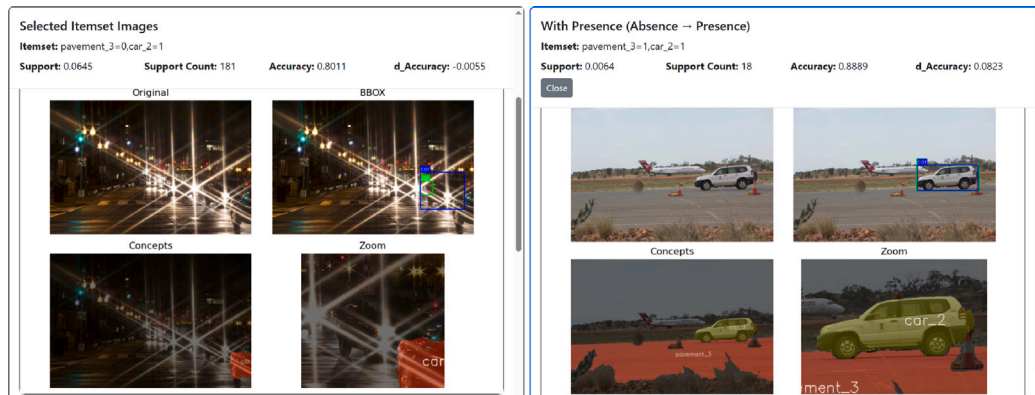 Selected Itemset Images
Itemset: pavement_3=0,car_2=1
Support: 0.0645 Support Count: 181 Accuracy: 0.8011 d_Accuracy: -0.0055
Original BBOX
Concepts Zoom
car
With Presence (Absence → Presence)
Itemset: pavement_3=1,car_2=1
Support: 0.0064 Support Count: 18 Accuracy: 0.8889 d_Accuracy: 0.0823
Close
Concepts Zoom
car_2
pavement_3
ement_3